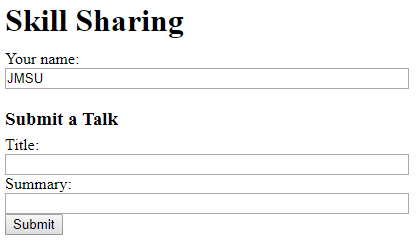 Skill Sharing
Your name:
JMSU
Submit a Talk
Title:
Summary:
Submit